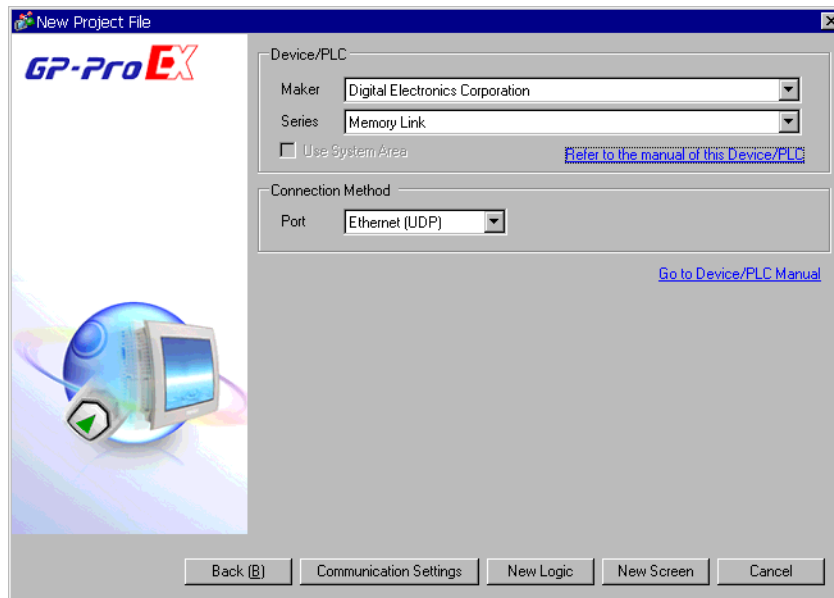 New Project File
GP-Pro EX
Device/PLC
Maker Digital Electronics Corporation
Series Memory Link
Use System Area Refer to the manual of this Device/PLC
Connection Method
Port Ethernet (UDP)
Go to Device/PLC Manual
Back (B) Communication Settings New Logic New Screen Cancel